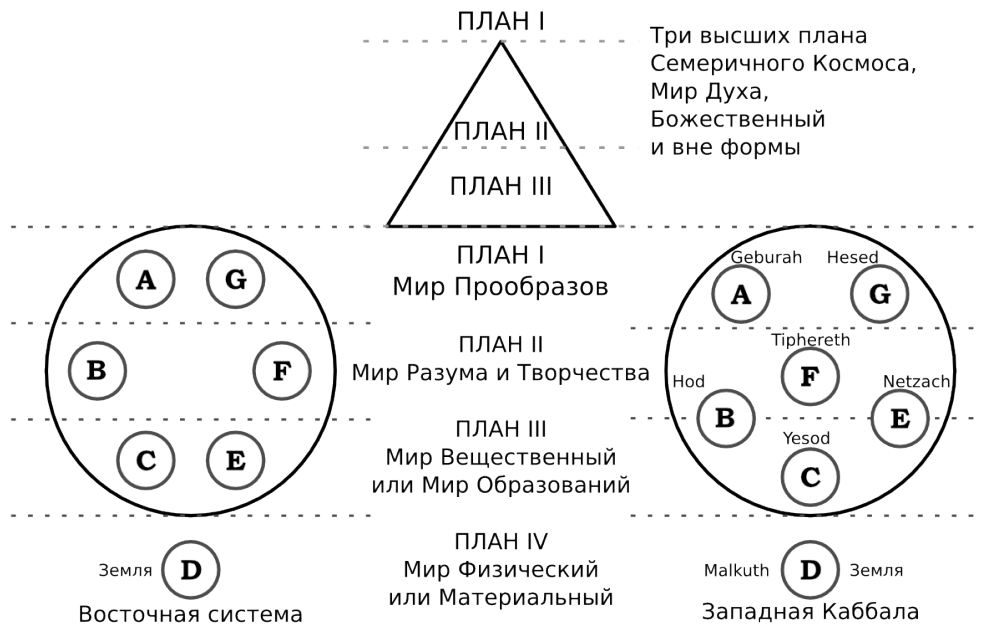 ПЛАН I
Три высших плана
Семеричного Космоса,
Мир Духа,
Божественный
и вне формы
ПЛАН II
ПЛАН III
A
G
B
F
C
E
D
Земля
Восточная система
ПЛАН I
Мир Прообразов
ПЛАН II
Мир Разума и Творчества
ПЛАН III
Мир Вещественный
или Мир Образований
ПЛАН IV
Мир Физический
или Материальный
Geburah
Hesed
A
G
Tiphereth
F
Hod
Netzach
B
E
Yesod
C
Malkuth
D
Земля
Западная Каббала